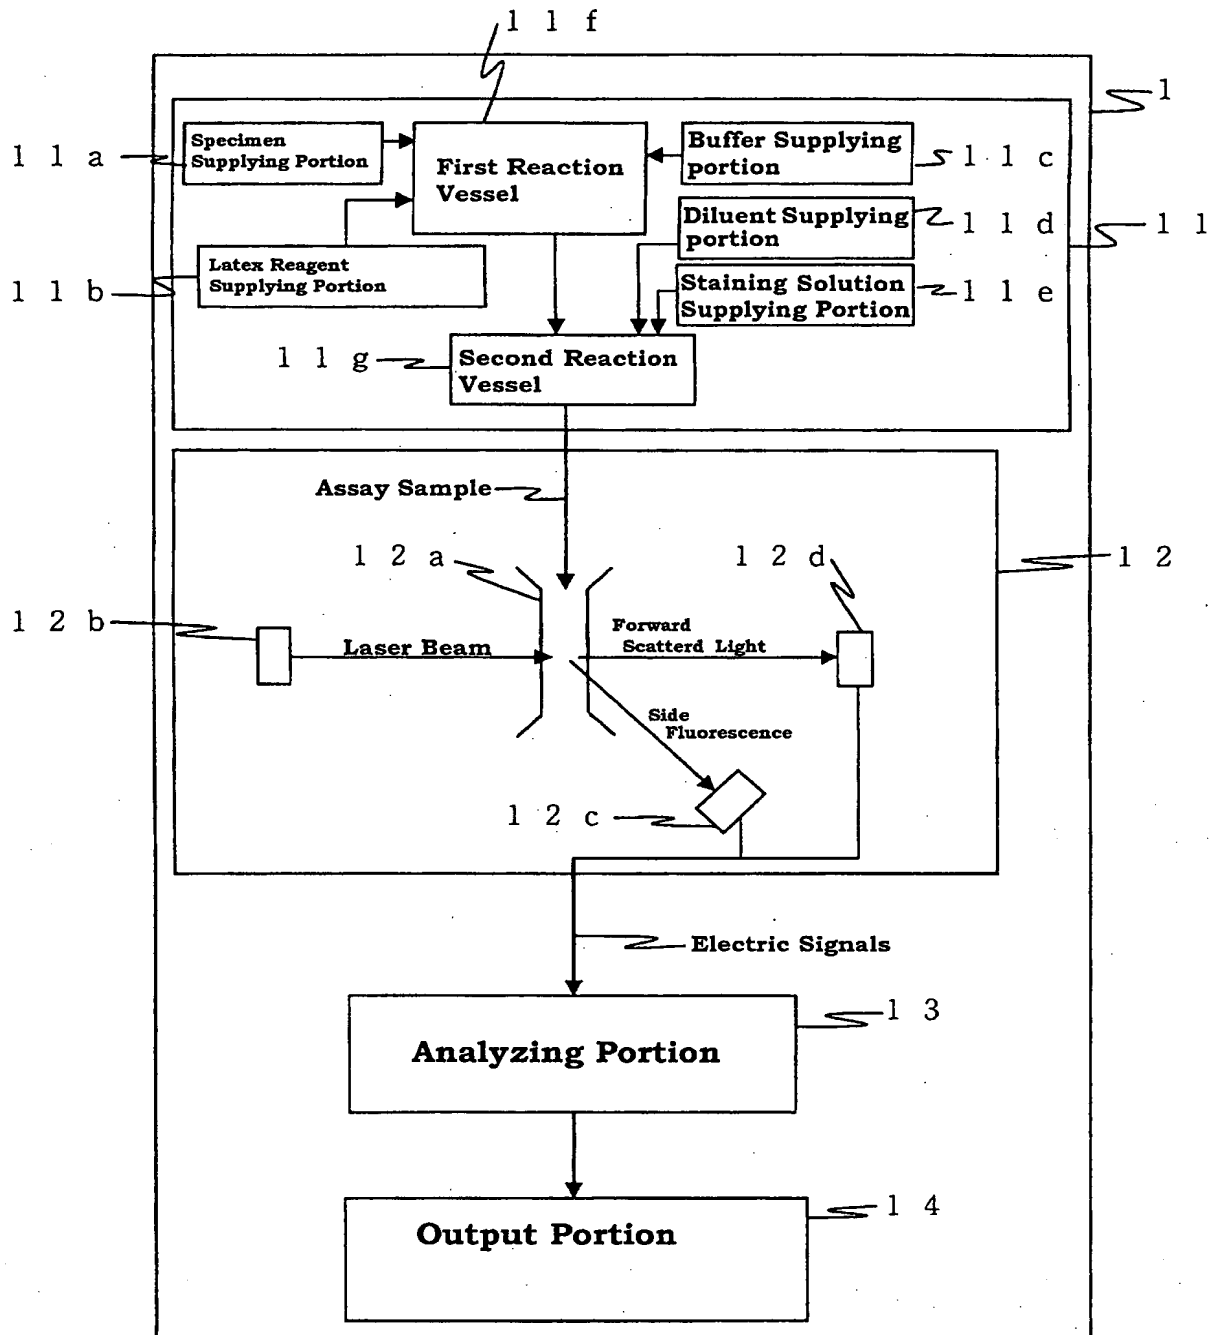 1 1 f
1
Specimen
Supplying Portion
1 1 a
First Reaction
Vessel
Buffer Supplying
portion
1 1 c
Diluent Supplying
portion
1 1 d
1 1
Latex Reagent
Supplying Portion
1 1 b
Staining Solution
Supplying Portion
1 1 e
1 1 g
Second Reaction
Vessel
Assay Sample
1 2 a
1 2 d
1 2
1 2 b
Laser Beam
Forward
Scatterd Light
Side
Fluorescence
1 2 c
Electric Signals
1 3
Analyzing Portion
1 4
Output Portion